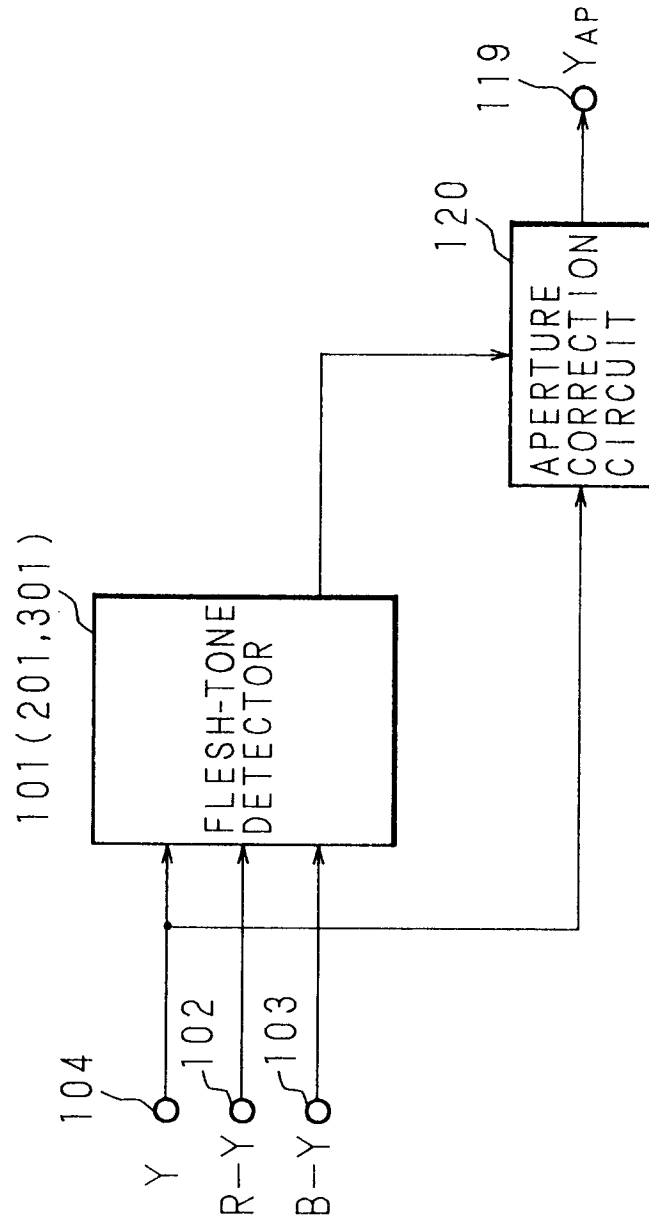 101(201,301)
104
Y
102
R-Y
103
B-Y
FLESH-TONE
DETECTOR
120
APERTURE
CORRECTION
CIRCUIT
119
YAP